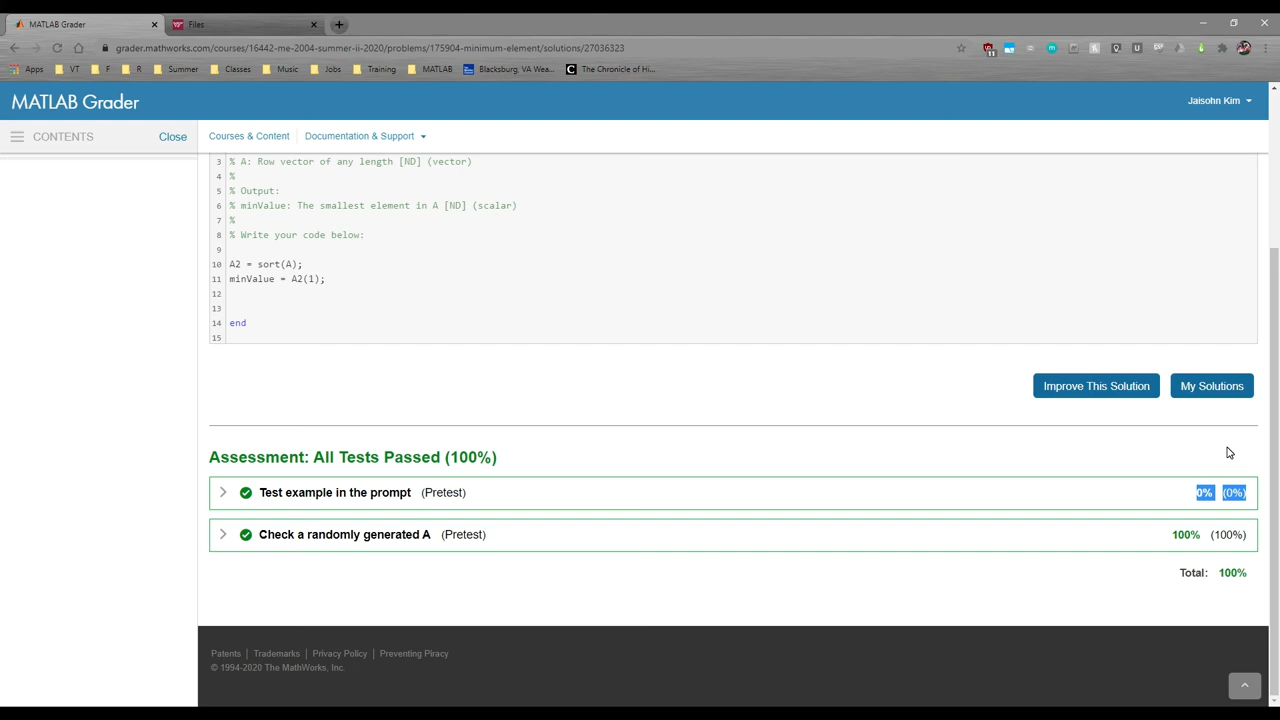 MATLAB Grader
Files
grader.mathworks.com/courses/16442-me-2004-summer-ii-2020/problems/175904-minimum-element/solutions/27036323
Apps VT F R Summer Classes Music Jobs Training MATLAB Blacksburg, VA Wea... The Chronicle of Hi...
MATLAB Grader
Jaisohn Kim
CONTENTS Close
Courses & Content Documentation & Support
3 % A: Row vector of any length [ND] (vector)
4 %
5 % Output:
6 % minValue: The smallest element in A [ND] (scalar)
7 %
8 % Write your code below:
9
10 A2 = sort(A);
11 minValue = A2(1);
12
13
14 end
15
Improve This Solution My Solutions
Assessment: All Tests Passed (100%)
Test example in the prompt (Pretest) 0% (0%)
Check a randomly generated A (Pretest) 100% (100%)
Total: 100%
Patents Trademarks Privacy Policy Preventing Piracy
© 1994-2020 The MathWorks, Inc.